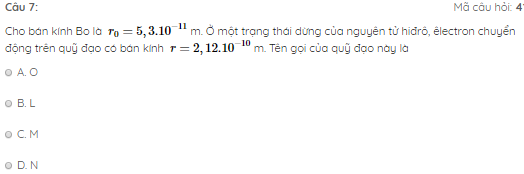 Câu 7: Mã câu hỏi: 4
Cho bán kính Bo là r₀ = 5,3.10⁻¹¹ m. Ở một trạng thái dừng của nguyên tử hiđrô, êlectron chuyển
động trên quỹ đạo có bán kính r = 2,12.10⁻¹⁰ m. Tên gọi của quỹ đạo này là
A. O
B. L
C. M
D. N